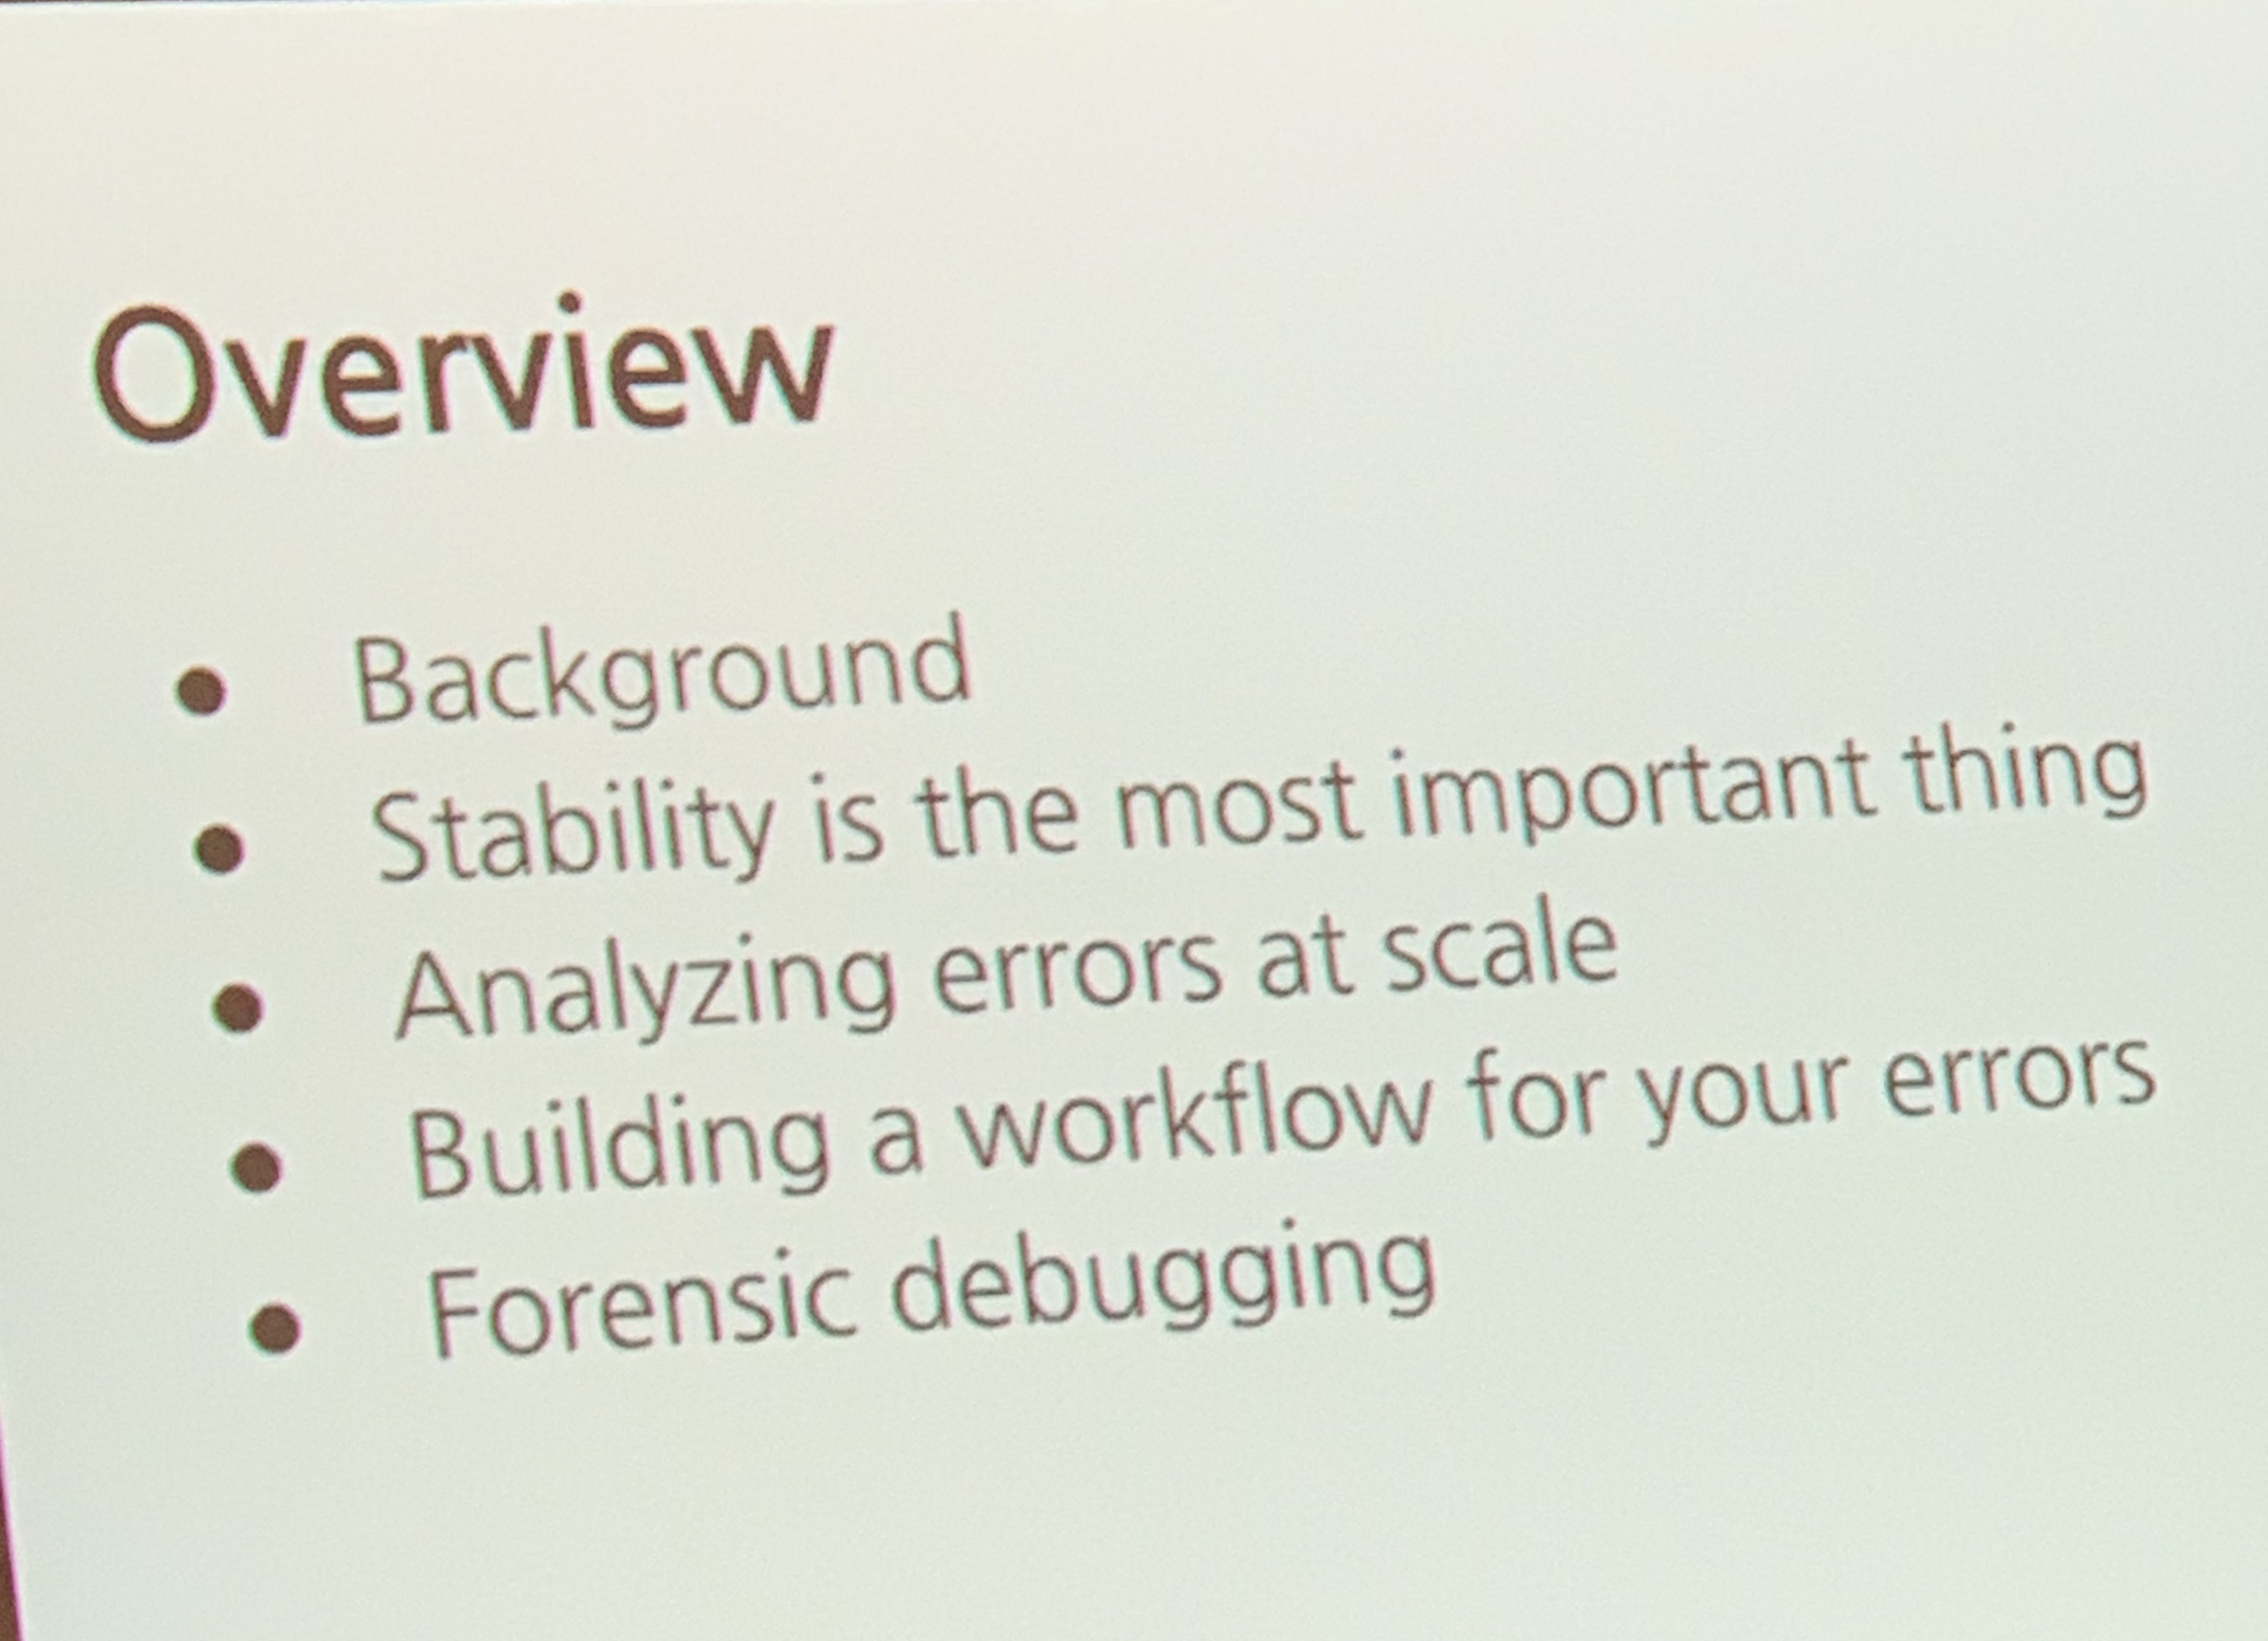 Overview
• Background
• Stability is the most important thing
• Analyzing errors at scale
• Building a workflow for your errors
• Forensic debugging